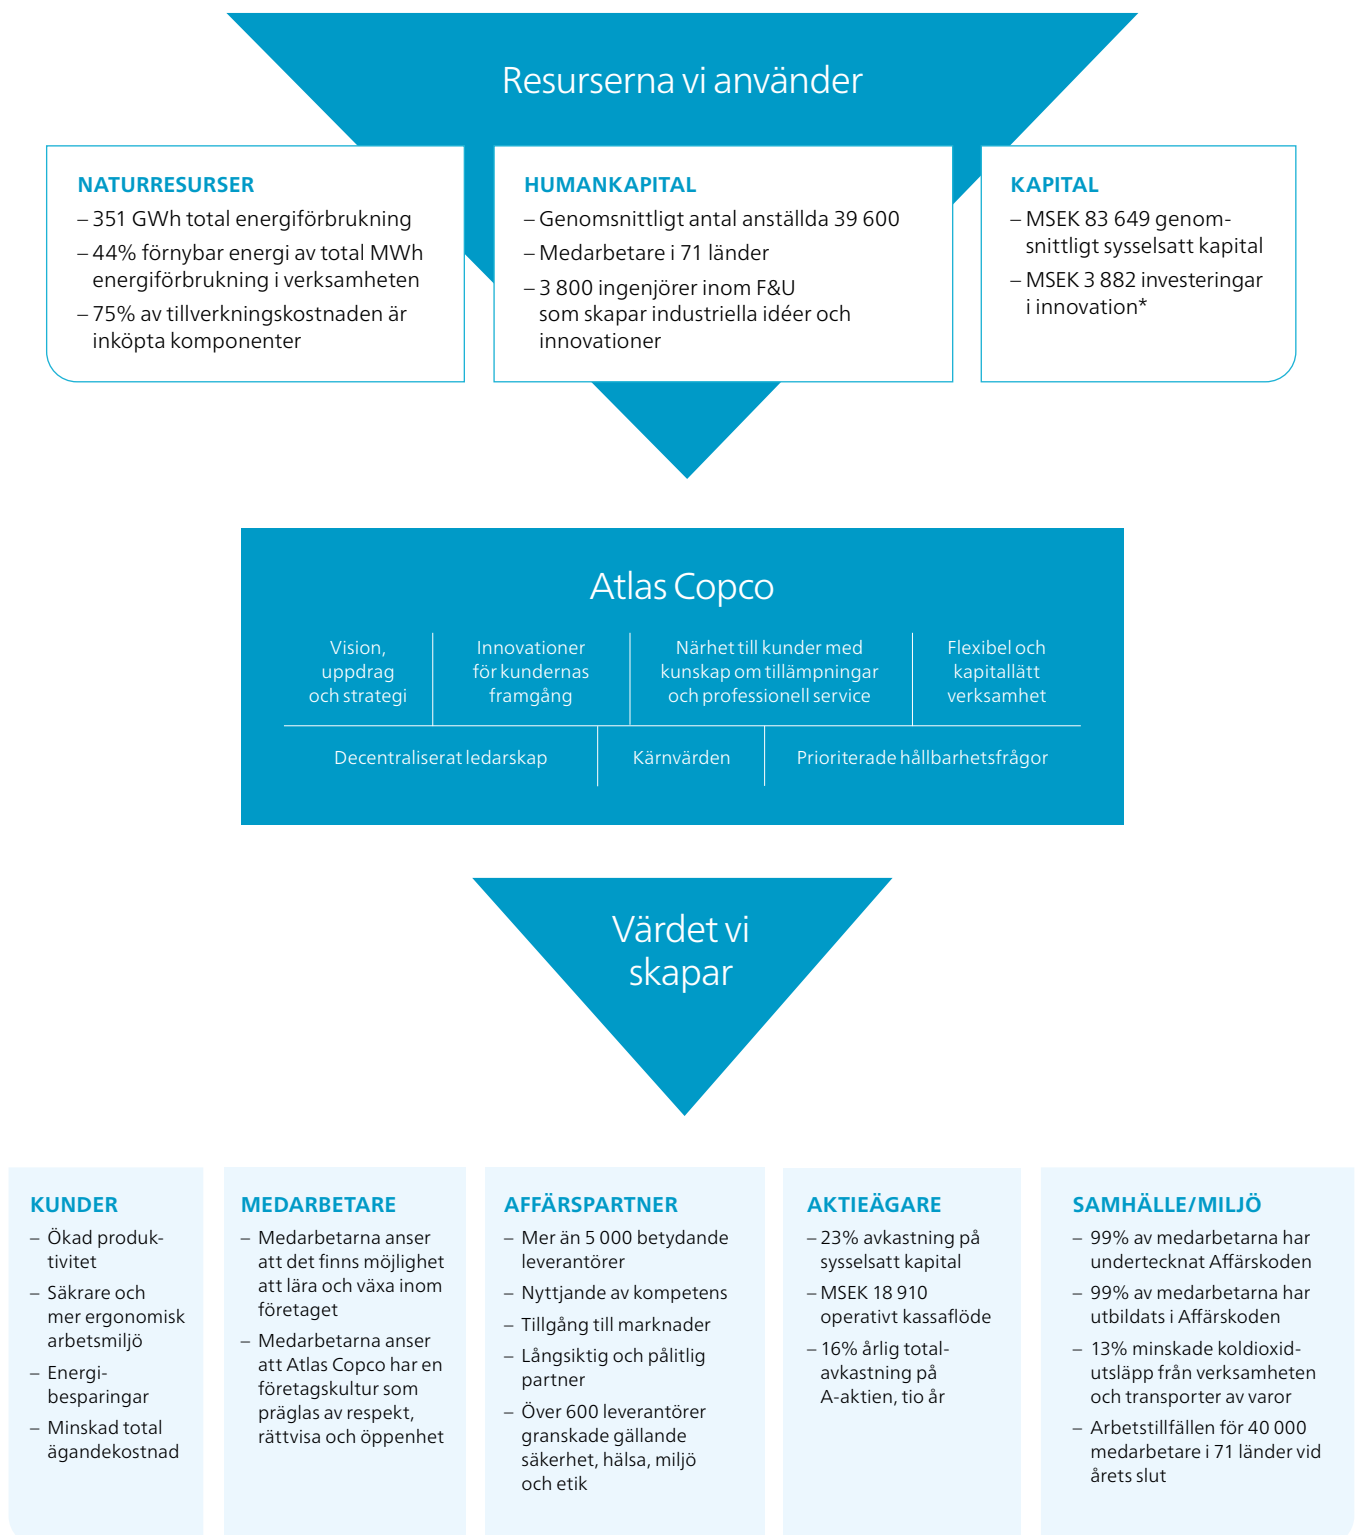 Resurserna vi använder
NATURRESURSER
– 351 GWh total energiförbrukning
– 44% förnybar energi av total MWh
energiförbrukning i verksamheten
– 75% av tillverkningskostnaden är
inköpta komponenter
HUMANKAPITAL
– Genomsnittligt antal anställda 39 600
– Medarbetare i 71 länder
– 3 800 ingenjörer inom F&U
som skapar industriella idéer och
innovationer
KAPITAL
– MSEK 83 649 genom-
snittligt sysselsatt kapital
– MSEK 3 882 investeringar
i innovation*
Atlas Copco
Vision,
uppdrag
och strategi
Innovationer
för kundernas
framgång
Närhet till kunder med
kunskap om tillämpningar
och professionell service
Flexibel och
kapitallätt
verksamhet
Decentraliserat ledarskap
Kärnvärden
Prioriterade hållbarhetsfrågor
Värdet vi
skapar
KUNDER
– Ökad produk-
tivitet
– Säkrare och
mer ergonomisk
arbetsmiljö
– Energi-
besparingar
– Minskad total
ägandekostnad
MEDARBETARE
– Medarbetarna anser
att det finns möjlighet
att lära och växa inom
företaget
– Medarbetarna anser
att Atlas Copco har en
företagskultur som
präglas av respekt,
rättvisa och öppenhet
AFFÄRSPARTNER
– Mer än 5 000 betydande
leverantörer
– Nyttjande av kompetens
– Tillgång till marknader
– Långsiktig och pålitlig
partner
– Över 600 leverantörer
granskade gällande
säkerhet, hälsa, miljö
och etik
AKTIEÄGARE
– 23% avkastning på
sysselsatt kapital
– MSEK 18 910
operativt kassaflöde
– 16% årlig total-
avkastning på
A-aktien, tio år
SAMHÄLLE/MILJÖ
– 99% av medarbetarna har
undertecknat Affärskoden
– 99% av medarbetarna har
utbildats i Affärskoden
– 13% minskade koldioxid-
utsläpp från verksamheten
och transporter av varor
– Arbetstillfällen för 40 000
medarbetare i 71 länder vid
årets slut